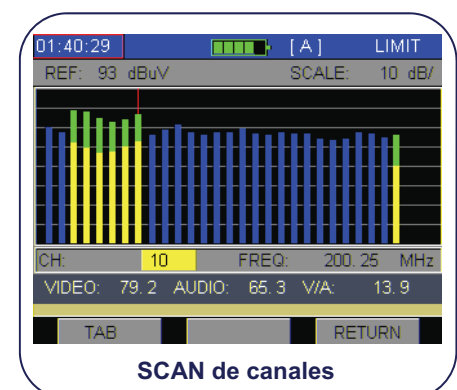 01:40:29 [ A ] LIMIT
REF: 93 dBuV SCALE: 10 dB/
CH: 10 FREQ: 200. 25 MHz
VIDEO: 79. 2 AUDIO: 65. 3 V/A: 13. 9
TAB RETURN
SCAN de canales